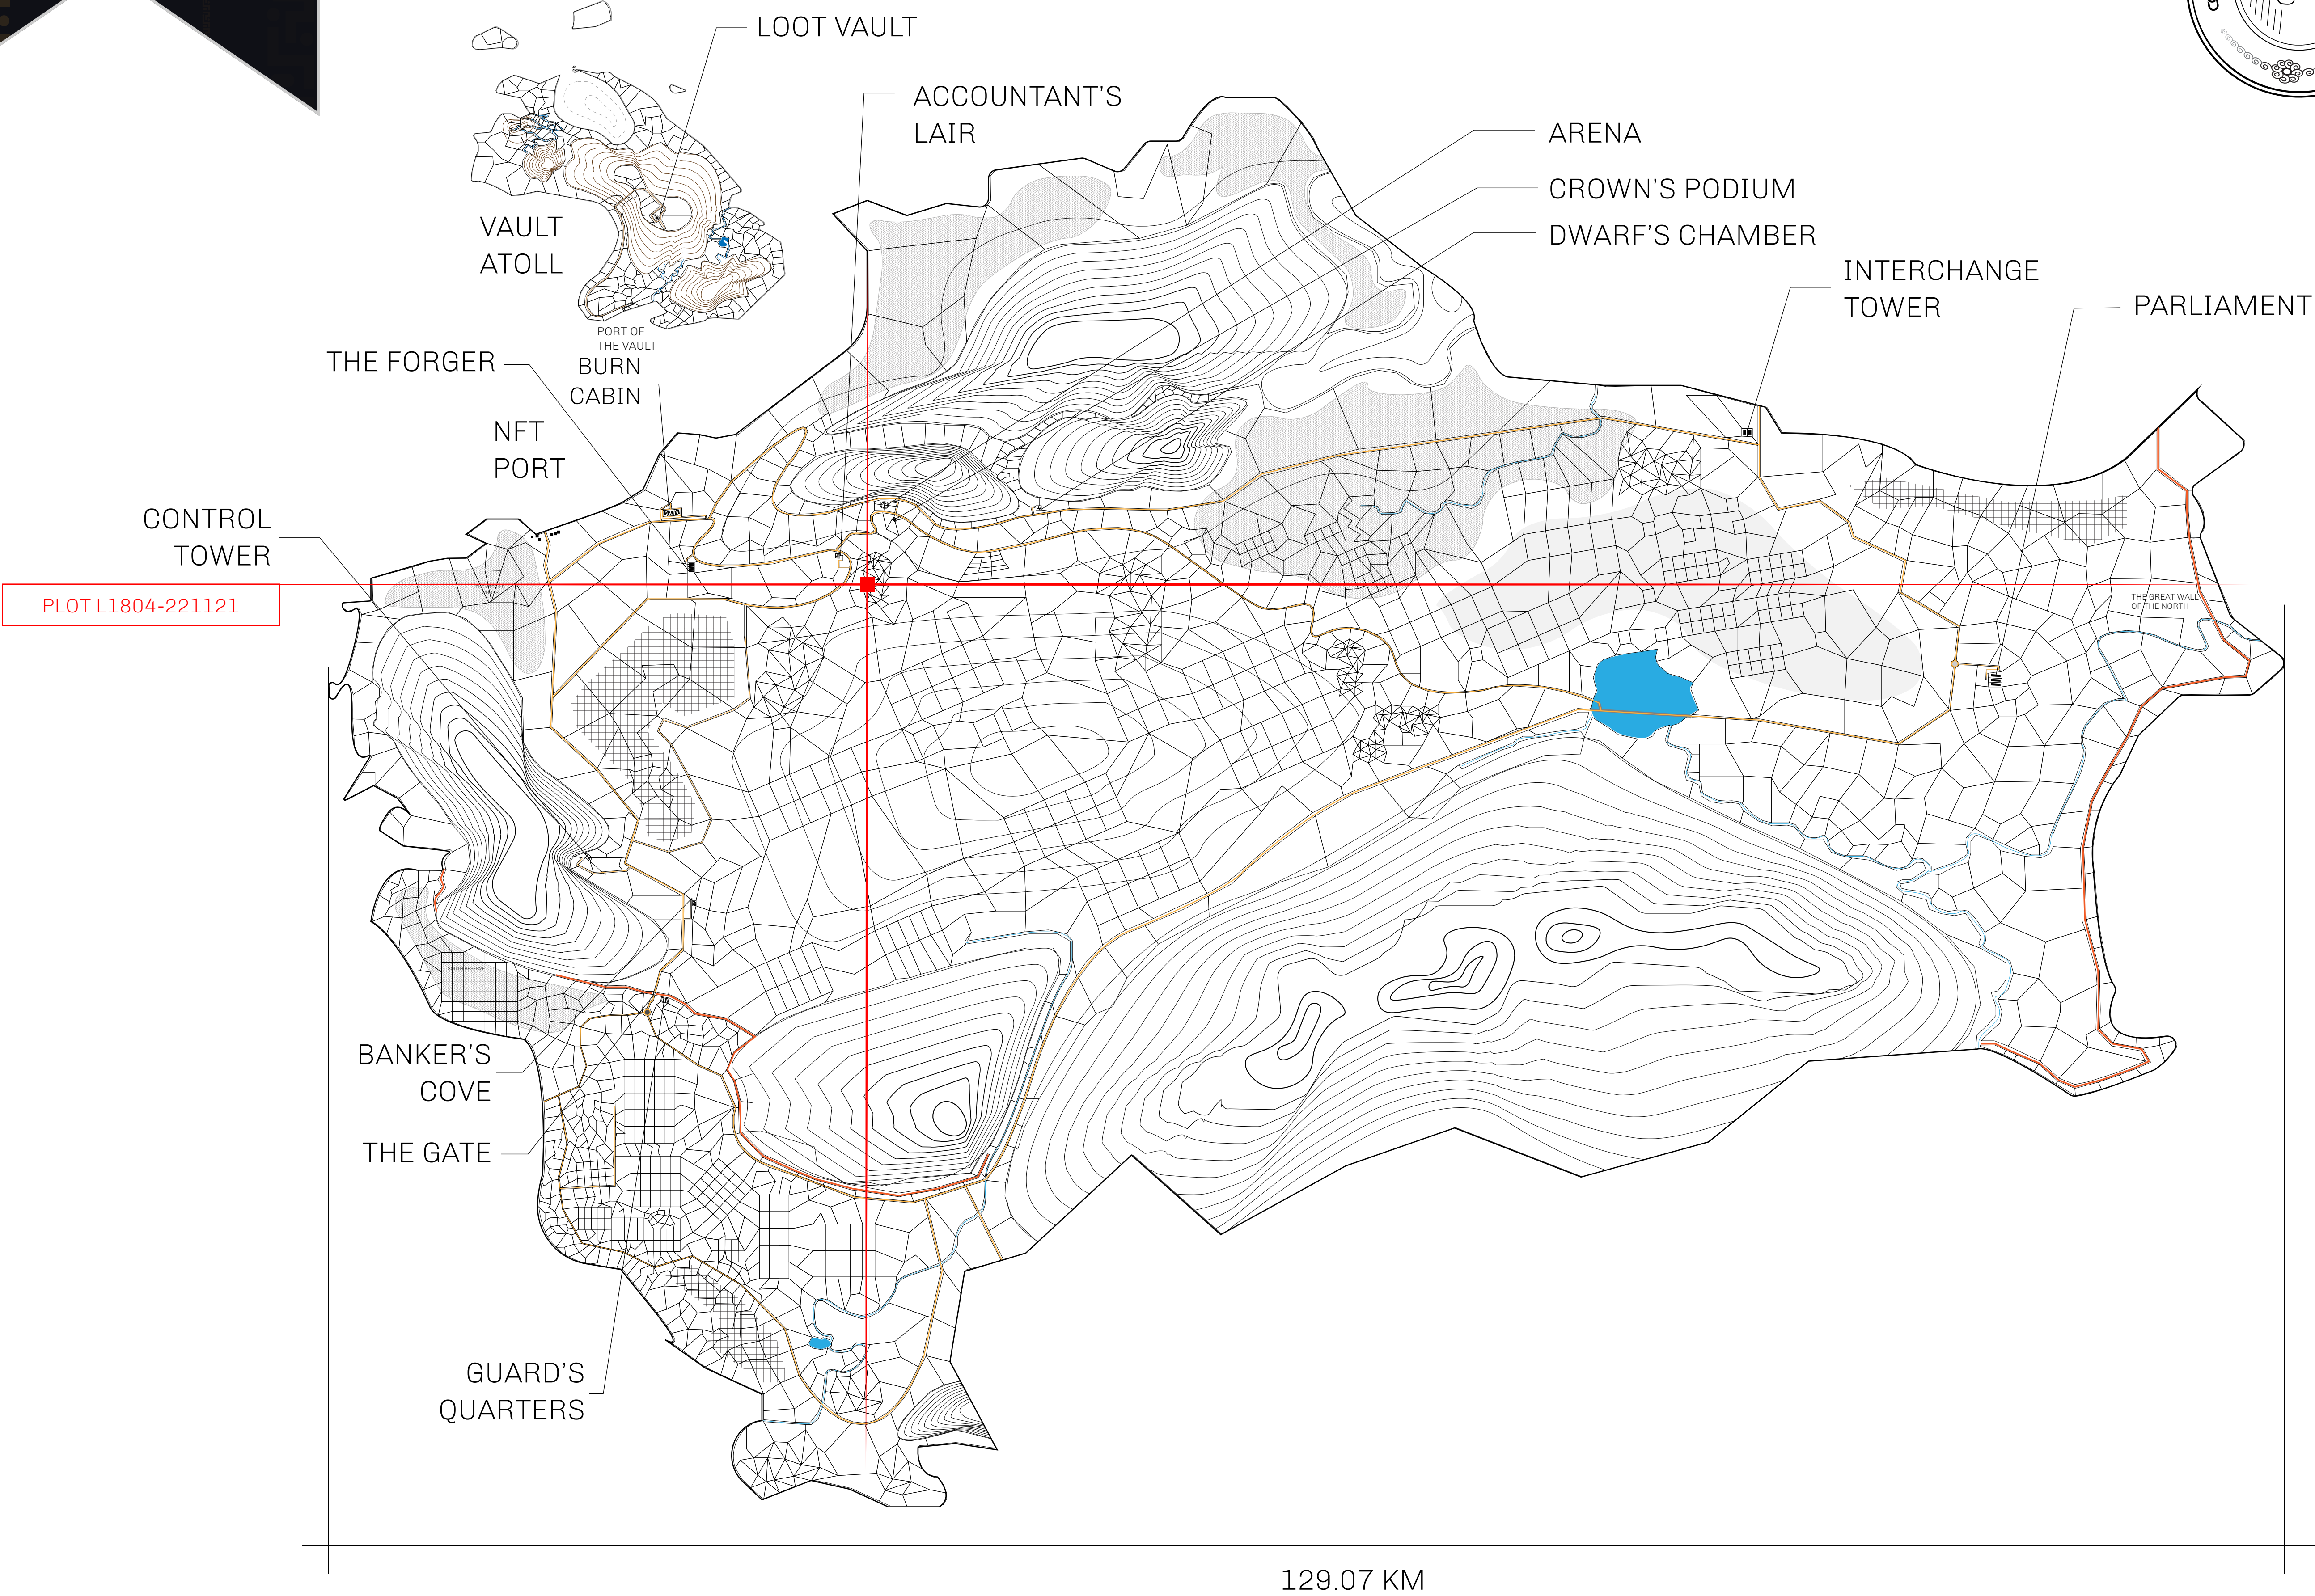 LOOT VAULT
ACCOUNTANT'S
LAIR
ARENA
CROWN'S PODIUM
DWARF'S CHAMBER
VAULT
ATOLL
INTERCHANGE
TOWER
PARLIAMENT
PORT OF
THE VAULT
THE FORGER
BURN
CABIN
NFT
PORT
CONTROL
TOWER
PLOT L1804-221121
THE GREAT WALL
OF THE NORTH
SOUTH RESERVE
BANKER'S
COVE
THE GATE
GUARD'S
QUARTERS
129.07 KM